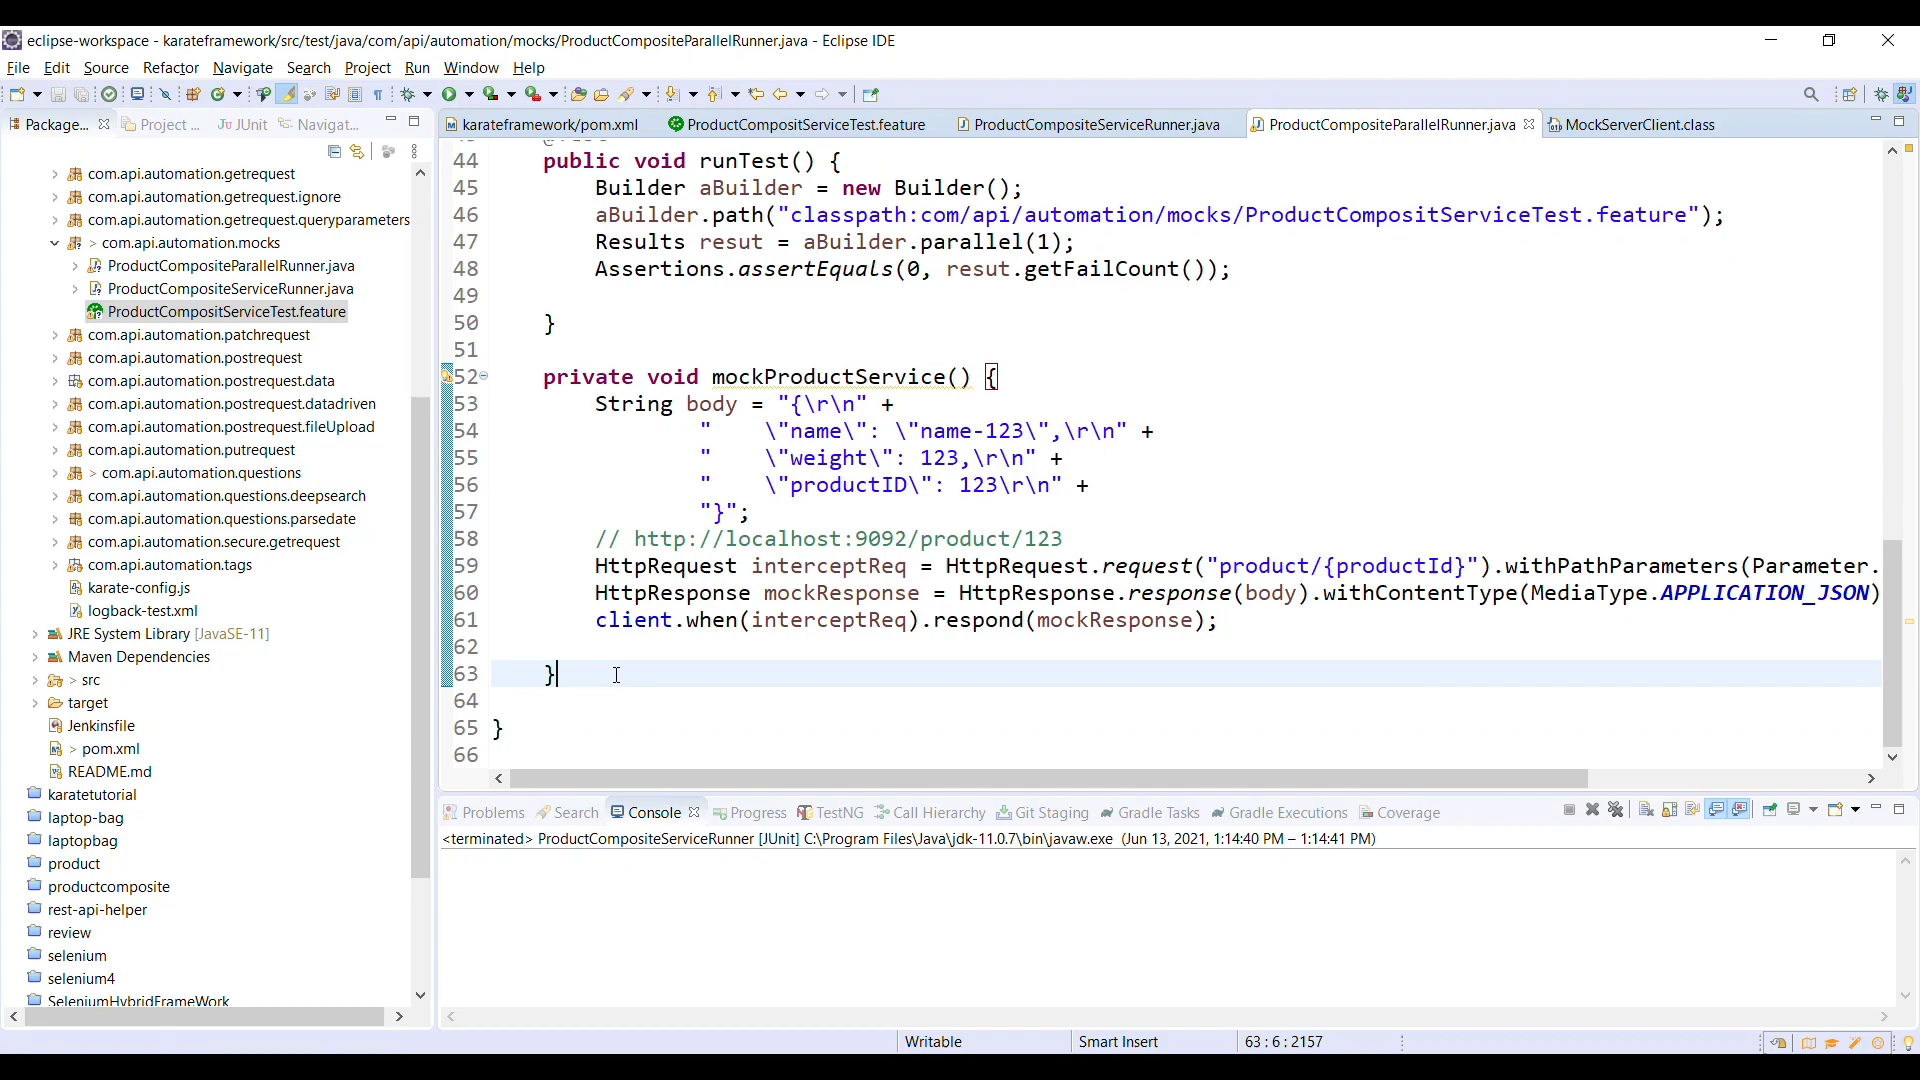 eclipse-workspace - karateframework/src/test/java/com/api/automation/mocks/ProductCompositeParallelRunner.java - Eclipse IDE
File Edit Source Refactor Navigate Search Project Run Window Help
Package... Project ... JUnit Navigat...
karateframework/pom.xml ProductCompositServiceTest.feature ProductCompositeServiceRunner.java ProductCompositeParallelRunner.java MockServerClient.class
com.api.automation.getrequest
com.api.automation.getrequest.ignore
com.api.automation.getrequest.queryparameters
> com.api.automation.mocks
ProductCompositeParallelRunner.java
ProductCompositeServiceRunner.java
ProductCompositServiceTest.feature
com.api.automation.patchrequest
com.api.automation.postrequest
com.api.automation.postrequest.data
com.api.automation.postrequest.datadriven
com.api.automation.postrequest.fileUpload
com.api.automation.putrequest
> com.api.automation.questions
com.api.automation.questions.deepsearch
com.api.automation.questions.parsedate
com.api.automation.secure.getrequest
com.api.automation.tags
karate-config.js
logback-test.xml
JRE System Library [JavaSE-11]
Maven Dependencies
> src
target
Jenkinsfile
> pom.xml
README.md
karatetutorial
laptop-bag
laptopbag
product
productcomposite
rest-api-helper
review
selenium
selenium4
SeleniumHybridFrameWork
44 public void runTest() {
45 Builder aBuilder = new Builder();
46 aBuilder.path("classpath:com/api/automation/mocks/ProductCompositServiceTest.feature");
47 Results resut = aBuilder.parallel(1);
48 Assertions.assertEquals(0, resut.getFailCount());
49
50 }
51
52 private void mockProductService() {
53 String body = "{\r\n" +
54 "    \"name\": \"name-123\",\r\n" +
55 "    \"weight\": 123,\r\n" +
56 "    \"productID\": 123\r\n" +
57 "}";
58 // http://localhost:9092/product/123
59 HttpRequest interceptReq = HttpRequest.request("product/{productId}").withPathParameters(Parameter.
60 HttpResponse mockResponse = HttpResponse.response(body).withContentType(MediaType.APPLICATION_JSON)
61 client.when(interceptReq).respond(mockResponse);
62
63 }
64
65 }
66
Problems Search Console Progress TestNG Call Hierarchy Git Staging Gradle Tasks Gradle Executions Coverage
<terminated> ProductCompositeServiceRunner [JUnit] C:\Program Files\Java\jdk-11.0.7\bin\javaw.exe (Jun 13, 2021, 1:14:40 PM – 1:14:41 PM)
Writable Smart Insert 63 : 6 : 2157